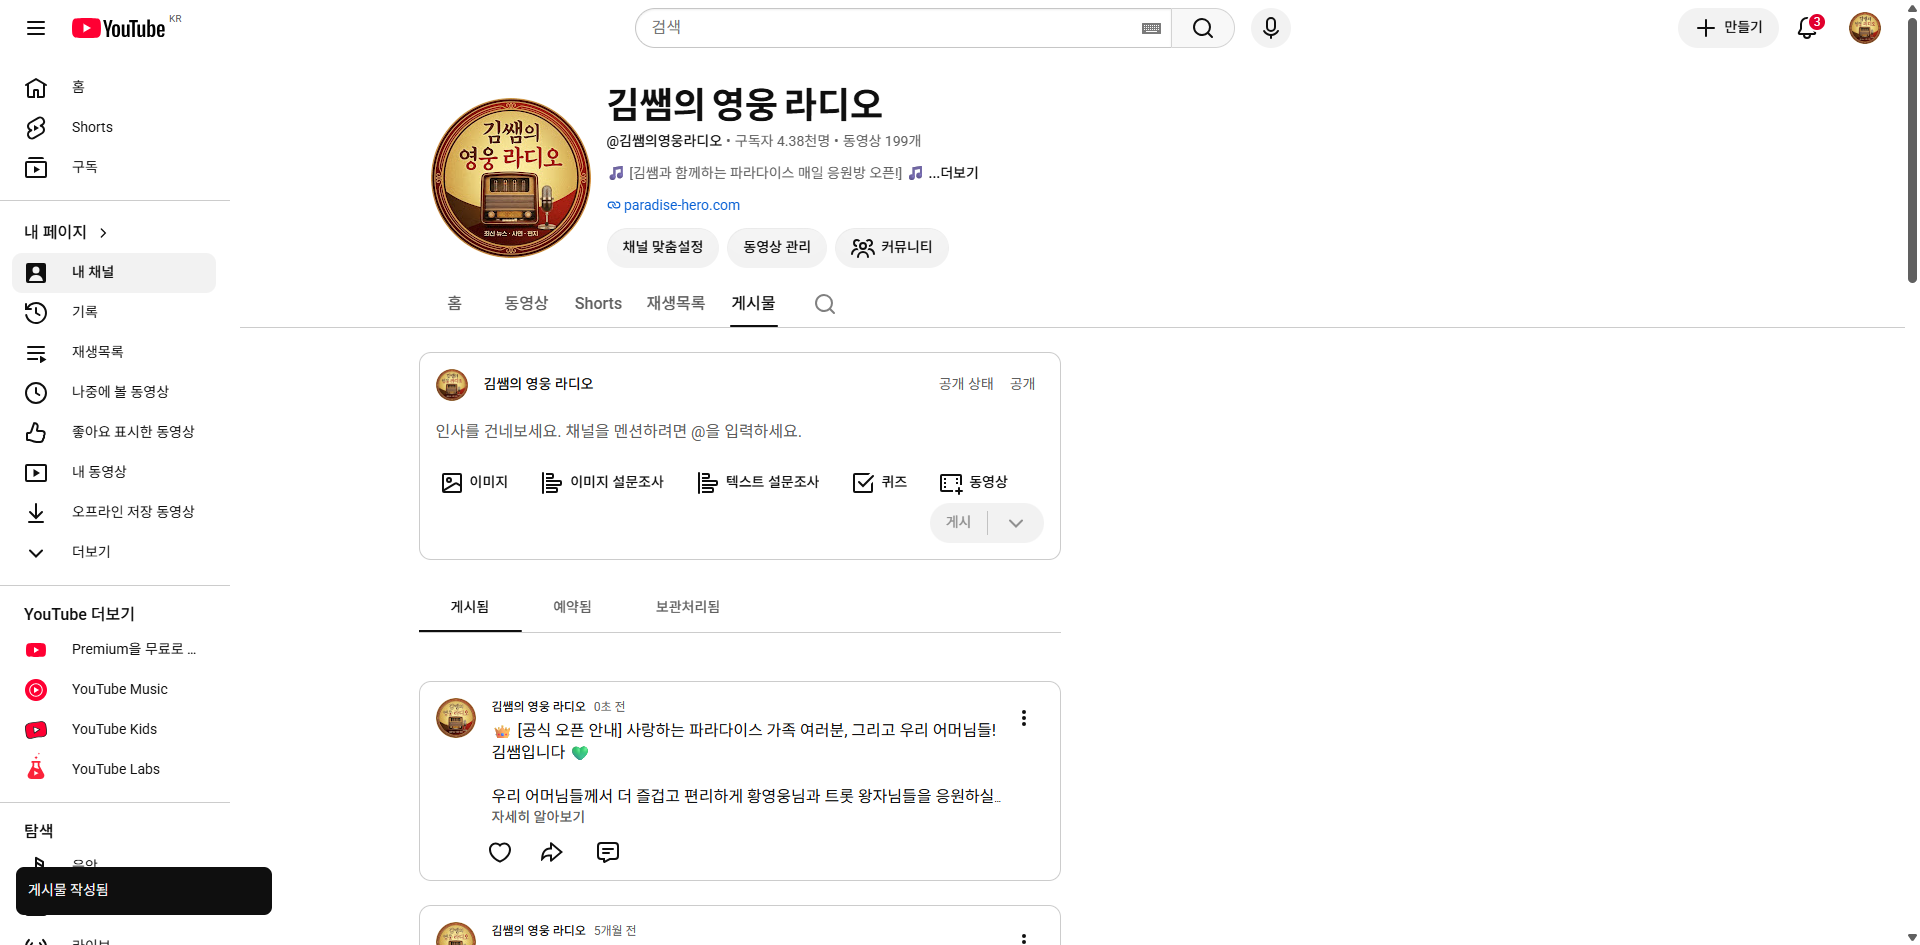 YouTube KR
검색
만들기
3
홈
Shorts
구독
내 페이지
내 채널
기록
재생목록
나중에 볼 동영상
좋아요 표시한 동영상
내 동영상
오프라인 저장 동영상
더보기
YouTube 더보기
Premium을 무료로 ...
YouTube Music
YouTube Kids
YouTube Labs
탐색
음악
게시물 작성됨
라이브
김쌤의
영웅 라디오
최신 뉴스 · 사연 · 편지
김쌤의 영웅 라디오
@김쌤의영웅라디오 • 구독자 4.38천명 • 동영상 199개
🎵 [김쌤과 함께하는 파라다이스 매일 응원방 오픈!] 🎵 ...더보기
paradise-hero.com
채널 맞춤설정
동영상 관리
커뮤니티
홈 동영상 Shorts 재생목록 게시물
김쌤의 영웅 라디오 공개 상태 공개
인사를 건네보세요. 채널을 멘션하려면 @을 입력하세요.
이미지 이미지 설문조사 텍스트 설문조사 퀴즈 동영상
게시
게시됨 예약됨 보관처리됨
김쌤의 영웅 라디오 0초 전
👑 [공식 오픈 안내] 사랑하는 파라다이스 가족 여러분, 그리고 우리 어머님들!
김쌤입니다 💚
우리 어머님들께서 더 즐겁고 편리하게 황영웅님과 트롯 왕자님들을 응원하실...
자세히 알아보기
김쌤의 영웅 라디오 5개월 전